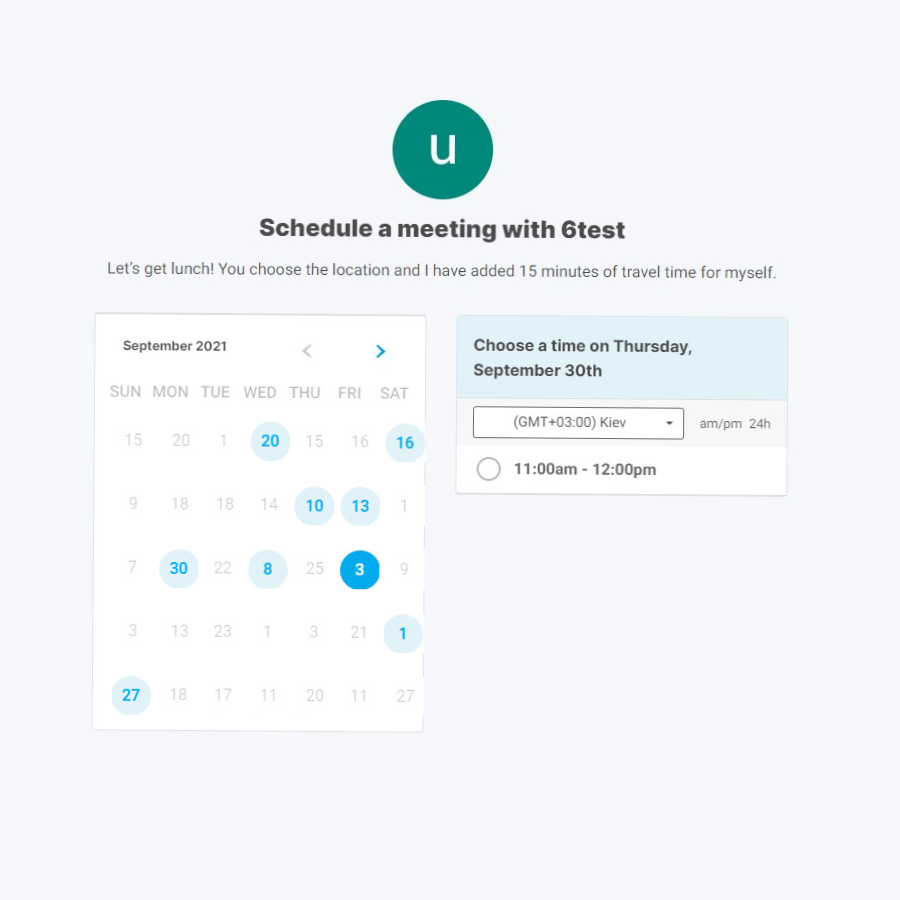 u
Schedule a meeting with 6test
Let's get lunch! You choose the location and I have added 15 minutes of travel time for myself.
September 2021
SUN MON TUE WED THU FRI SAT
15 20 1 20 15 16 16
9 18 18 14 10 13 1
7 30 22 8 25 3 9
3 13 23 1 3 21 1
27 18 17 11 20 11 27
Choose a time on Thursday,
September 30th
(GMT+03:00) Kiev am/pm 24h
11:00am - 12:00pm